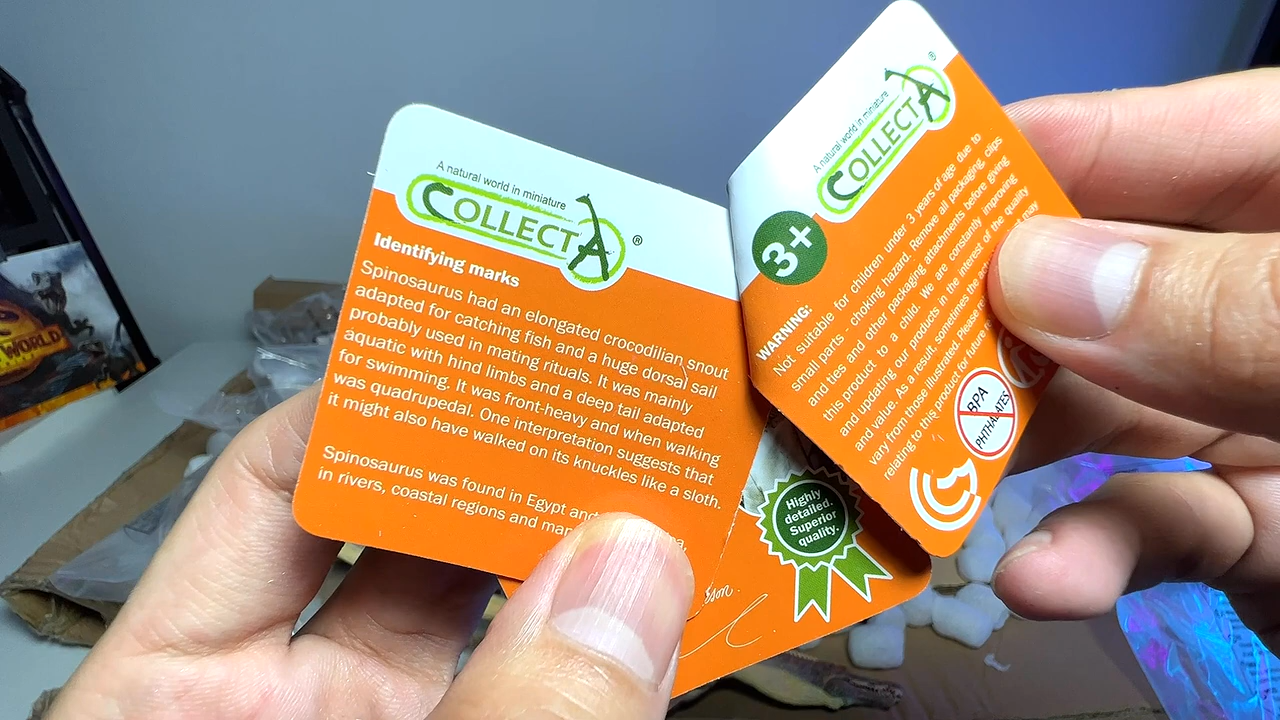 A natural world in miniature
COLLECTA®
Identifying marks
Spinosaurus had an elongated crocodilian snout
adapted for catching fish and a huge dorsal sail
probably used in mating rituals. It was mainly
aquatic with hind limbs and a deep tail adapted
for swimming. It was front-heavy and when walking
was quadrupedal. One interpretation suggests that
it might also have walked on its knuckles like a sloth.
Spinosaurus was found in Egypt and
in rivers, coastal regions and
A natural world in miniature
COLLECTA®
3+
WARNING:
Not suitable for children under 3 years of age due to
small parts - choking hazard. Remove all packaging, clips
and ties and other packaging attachments before giving
this product to a child. We are constantly improving
and updating our products in the interest of the quality
and value. As a result, sometimes the may
vary from those illustrated. Please
relating to this product for future
BPA
PHTHALATES
Highly
detailed.
Superior
quality.
WORLD